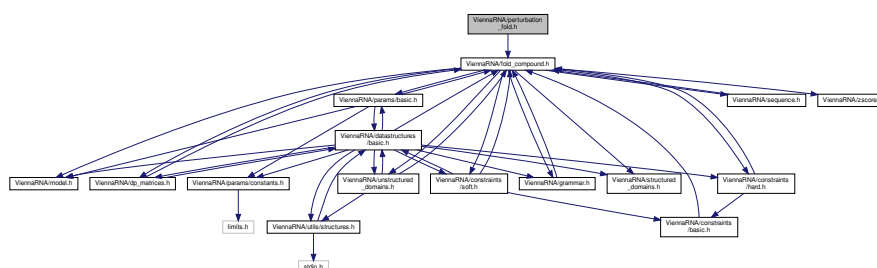 ViennaRNA/perturbation
_fold.h
ViennaRNA/fold_compound.h
ViennaRNA/params/basic.h
ViennaRNA/sequence.h
ViennaRNA/zscore
ViennaRNA/datastructures
/basic.h
ViennaRNA/model.h
ViennaRNA/dp_matrices.h
ViennaRNA/params/constants.h
ViennaRNA/unstructured
_domains.h
ViennaRNA/constraints
/soft.h
ViennaRNA/grammar.h
ViennaRNA/structured
_domains.h
ViennaRNA/constraints
/hard.h
limits.h
ViennaRNA/utils/structures.h
ViennaRNA/constraints
/basic.h
stdio.h